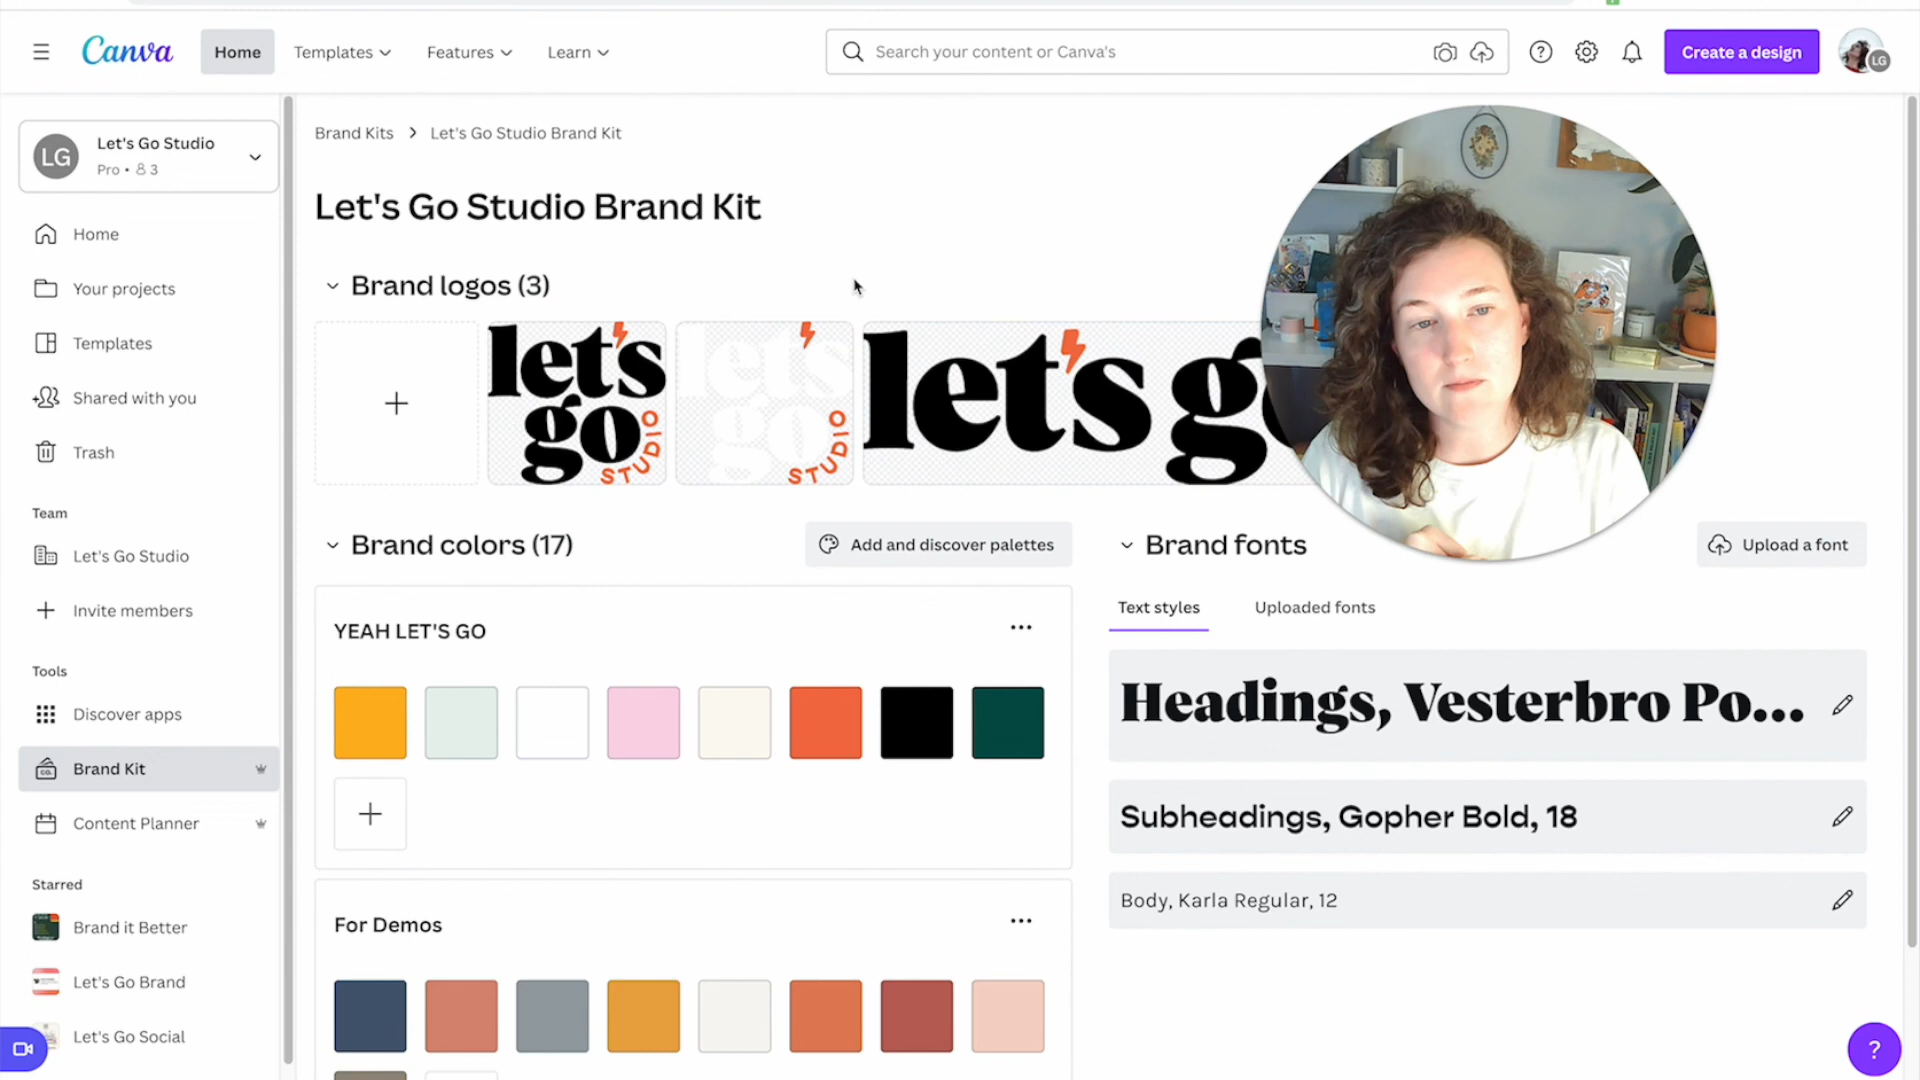 Canva
Home
Templates
Features
Learn
Search your content or Canva's
Create a design
LG
LG
Let's Go Studio
Pro • 3
Home
Your projects
Templates
Shared with you
Trash
Team
Let's Go Studio
Invite members
Tools
Discover apps
CO.
Brand Kit
Content Planner
Starred
Brand it Better
Let's Go Brand
Let's Go Social
Brand Kits > Let's Go Studio Brand Kit
Let's Go Studio Brand Kit
Brand logos (3)
let's
go
STUDIO
let's
go
STUDIO
let's go
Brand colors (17)
Add and discover palettes
YEAH LET'S GO
For Demos
Brand fonts
Upload a font
Text styles
Uploaded fonts
Headings, Vesterbro Po...
Subheadings, Gopher Bold, 18
Body, Karla Regular, 12
?